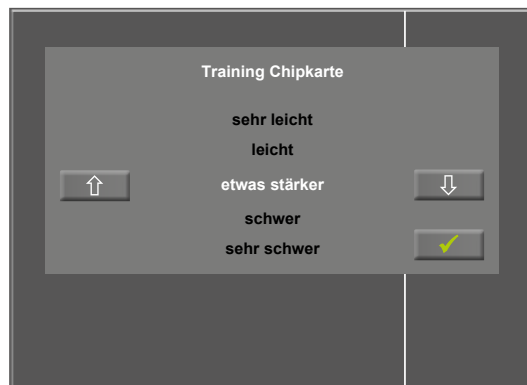 Training Chipkarte
sehr leicht
leicht
etwas stärker
schwer
sehr schwer